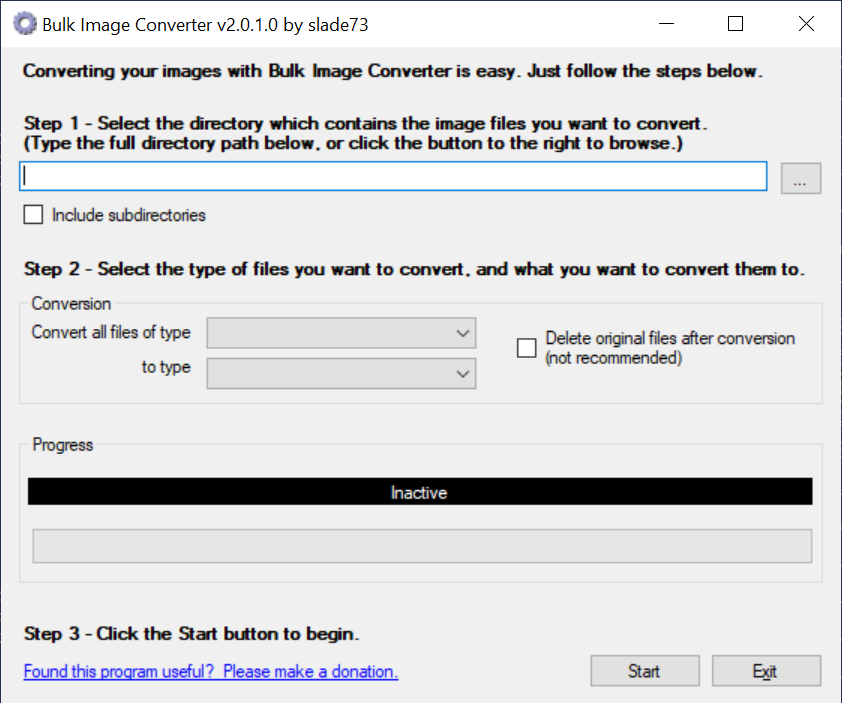 Bulk Image Converter v2.0.1.0 by slade73
Converting your images with Bulk Image Converter is easy. Just follow the steps below.
Step 1 - Select the directory which contains the image files you want to convert.
(Type the full directory path below, or click the button to the right to browse.)
...
Include subdirectories
Step 2 - Select the type of files you want to convert, and what you want to convert them to.
Conversion
Convert all files of type
to type
Delete original files after conversion
(not recommended)
Progress
Inactive
Step 3 - Click the Start button to begin.
Found this program useful?  Please make a donation.
Start
Exit